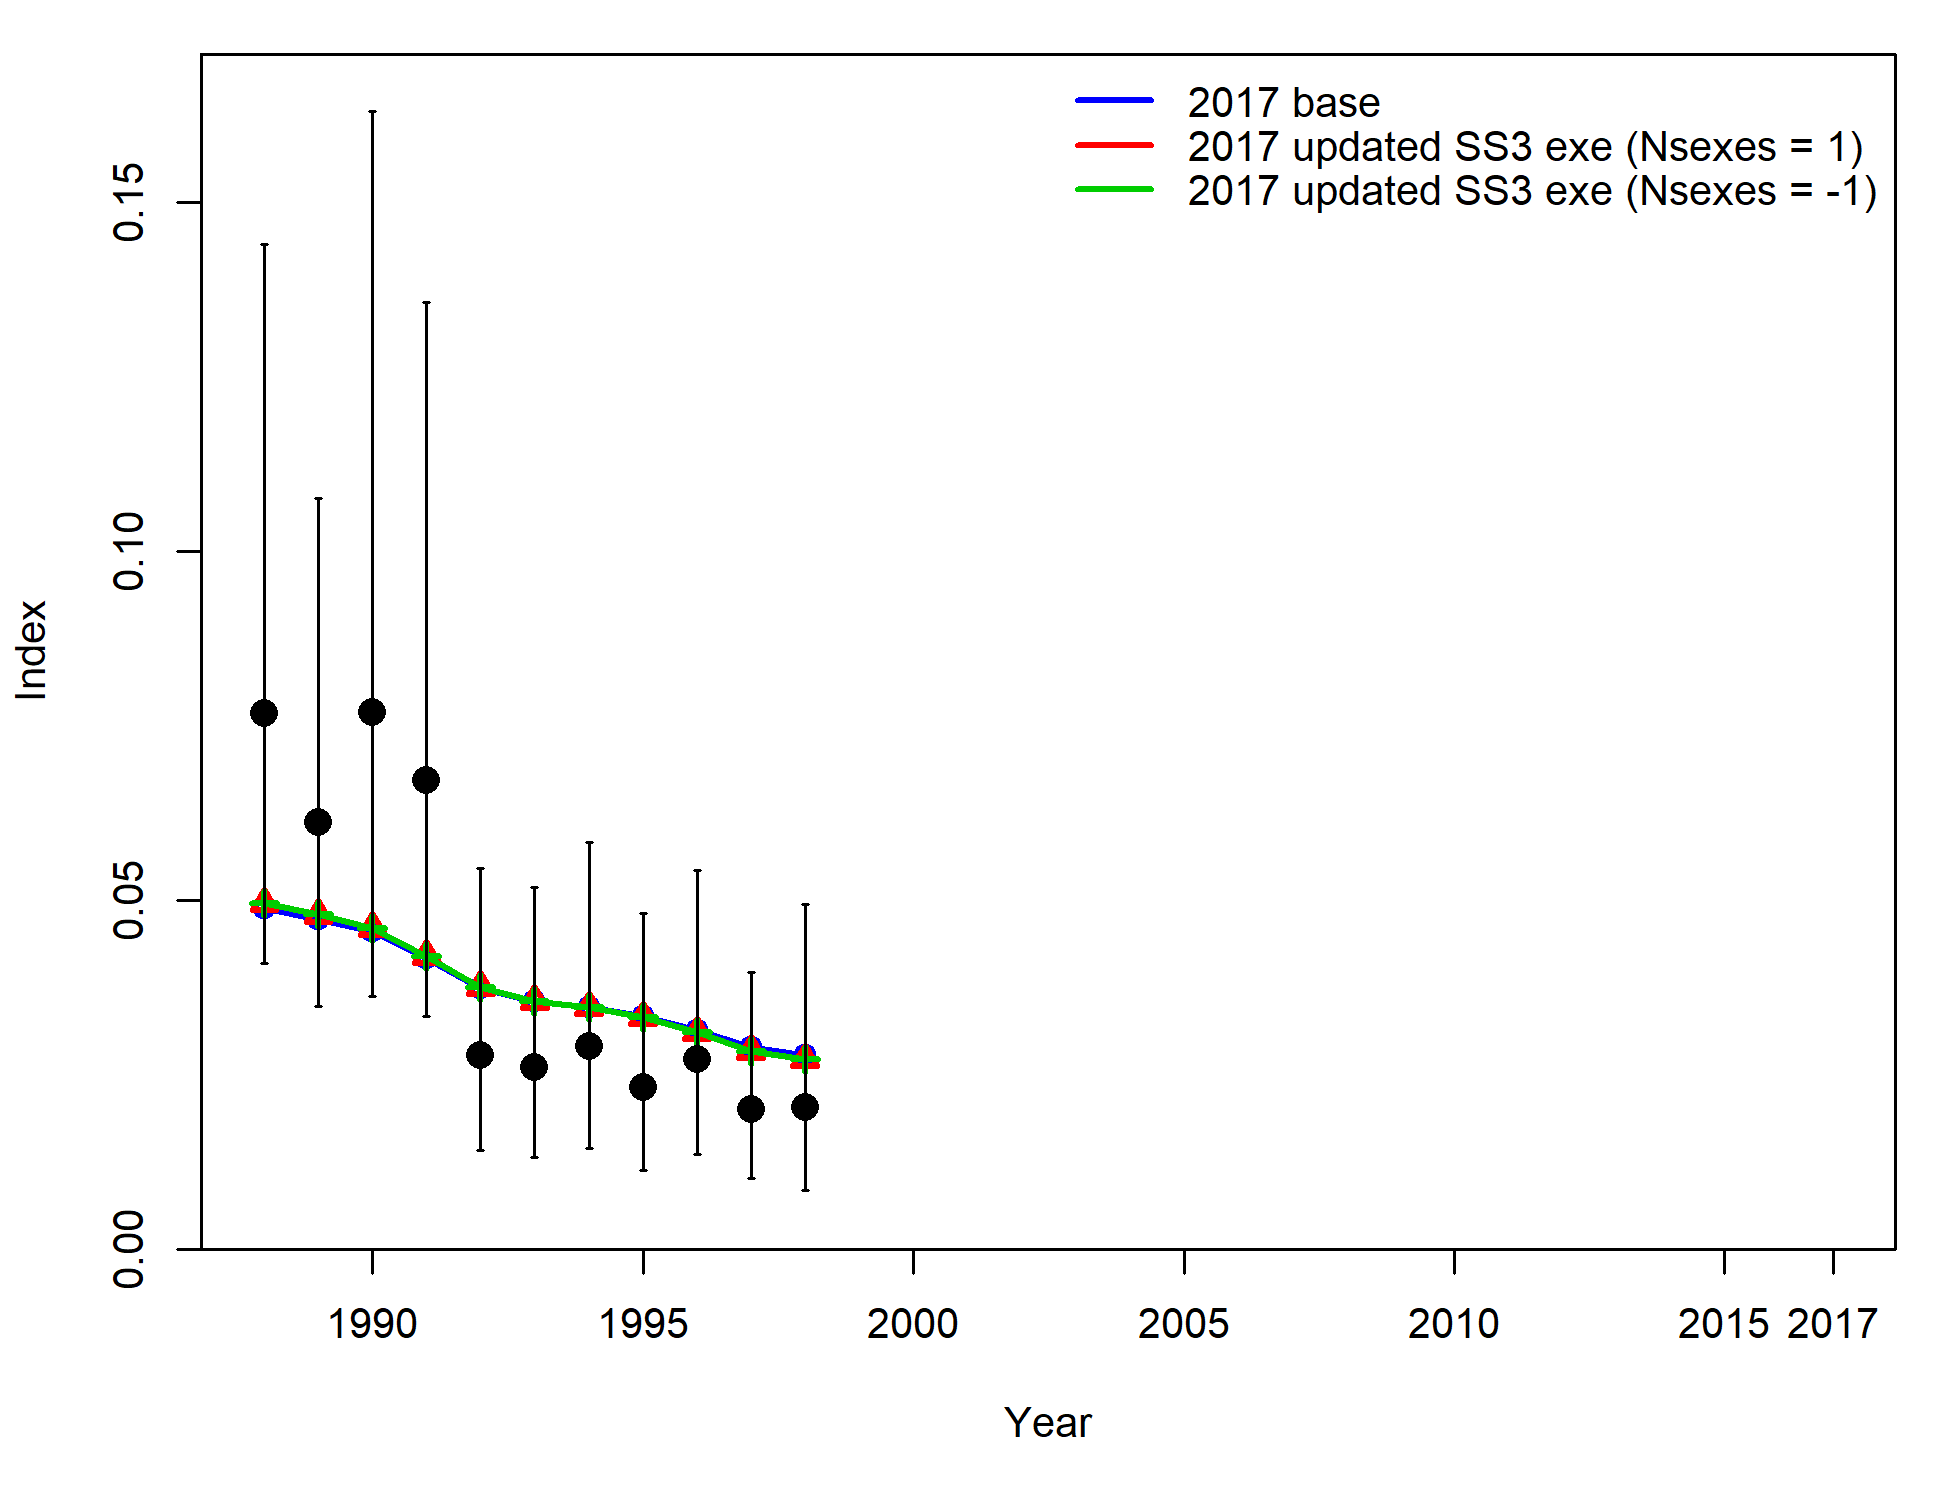 2017 base
2017 updated SS3 exe (Nsexes = 1)
2017 updated SS3 exe (Nsexes = -1)
0.15
0.10
0.05
0.00
Index
1990 1995 2000 2005 2010 2015 2017
Year